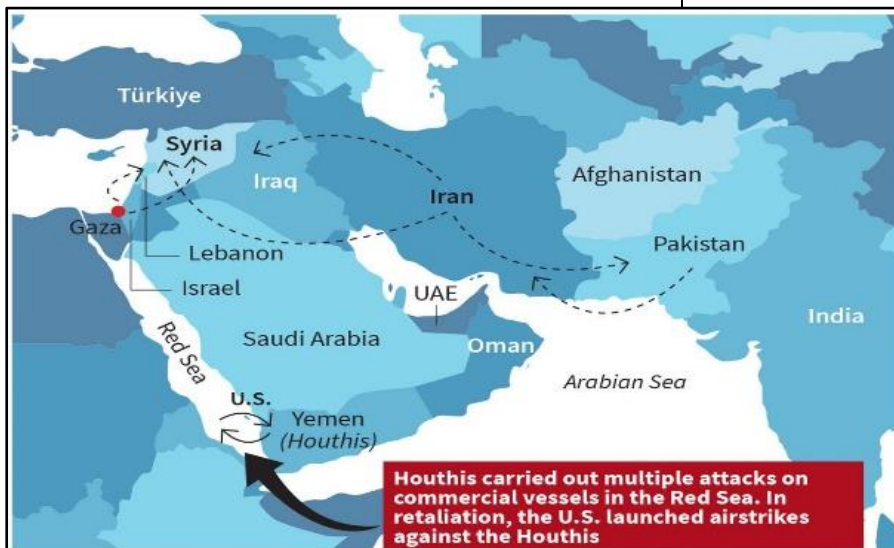 Türkiye
Syria
Iraq
Iran
Afghanistan
Gaza
Pakistan
Lebanon
Israel
UAE
India
Red Sea
Saudi Arabia
Oman
Arabian Sea
U.S.
Yemen
(Houthis)
Houthis carried out multiple attacks on
commercial vessels in the Red Sea. In
retaliation, the U.S. launched airstrikes
against the Houthis